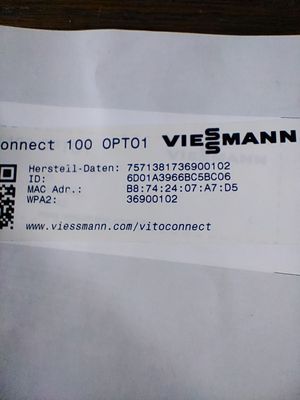 onnect 100 OPTO1 VIESSMANN
Herstell-Daten: 7571381736900102
ID: 6D01A3966BC5BC06
MAC Adr.: B8:74:24:07:A7:D5
WPA2: 36900102
www.viessmann.com/vitoconnect